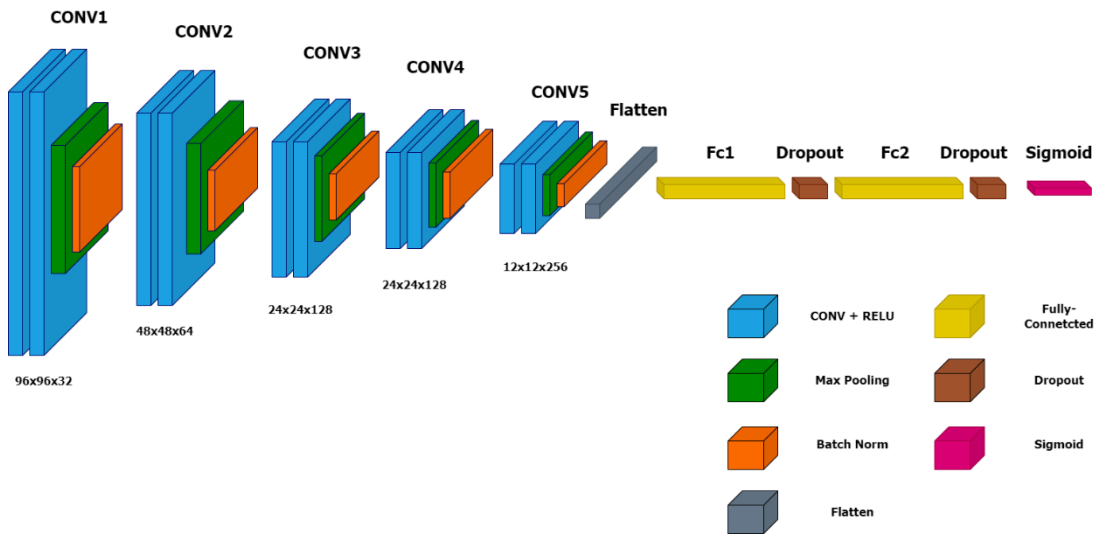 CONV1
CONV2
CONV3
CONV4
CONV5
Flatten
Fc1
Dropout
Fc2
Dropout
Sigmoid
96x96x32
48x48x64
24x24x128
24x24x128
12x12x256
CONV + RELU
Fully-
Connetcted
Max Pooling
Dropout
Batch Norm
Sigmoid
Flatten